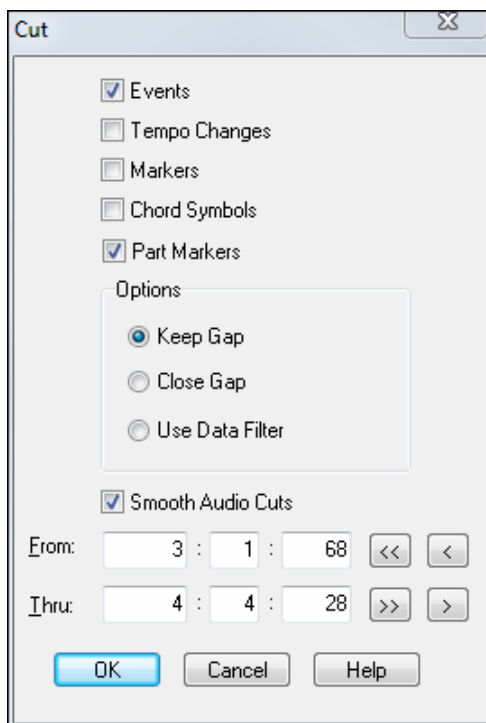 Cut
Events
Tempo Changes
Markers
Chord Symbols
Part Markers
Options
Keep Gap
Close Gap
Use Data Filter
Smooth Audio Cuts
From: 3 : 1 : 68 << <
Thru: 4 : 4 : 28 >> >
OK Cancel Help